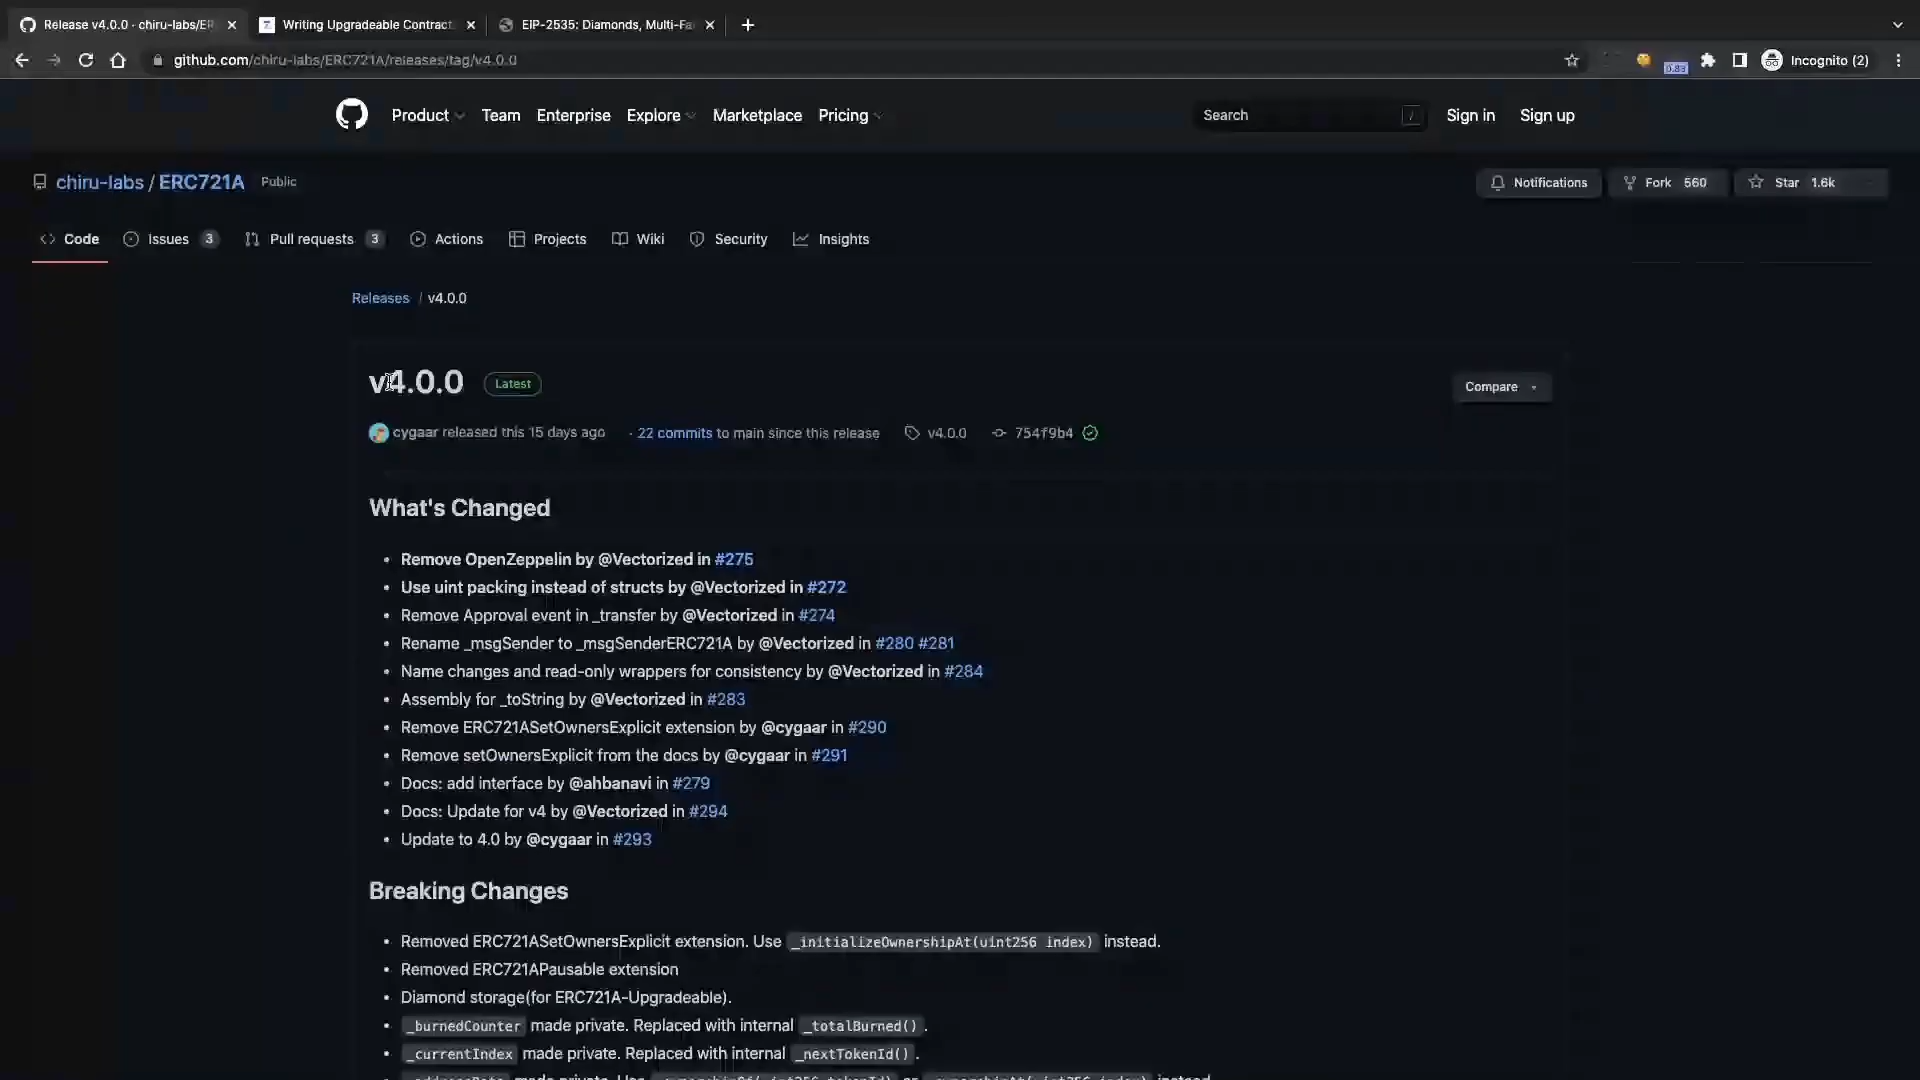 Release v4.0.0 · chiru-labs/ER
Writing Upgradeable Contract
EIP-2535: Diamonds, Multi-Fa
github.com/chiru-labs/ERC721A/releases/tag/v4.0.0
0.83
Incognito (2)
Product
Team
Enterprise
Explore
Marketplace
Pricing
Search
/
Sign in
Sign up
chiru-labs / ERC721A
Public
Notifications
Fork 560
Star 1.6k
Code
Issues 3
Pull requests 3
Actions
Projects
Wiki
Security
Insights
Releases / v4.0.0
v4.0.0
Latest
Compare
cygaar released this 15 days ago
· 22 commits to main since this release
v4.0.0
754f9b4
What's Changed
• Remove OpenZeppelin by @Vectorized in #275
• Use uint packing instead of structs by @Vectorized in #272
• Remove Approval event in _transfer by @Vectorized in #274
• Rename _msgSender to _msgSenderERC721A by @Vectorized in #280 #281
• Name changes and read-only wrappers for consistency by @Vectorized in #284
• Assembly for _toString by @Vectorized in #283
• Remove ERC721ASetOwnersExplicit extension by @cygaar in #290
• Remove setOwnersExplicit from the docs by @cygaar in #291
• Docs: add interface by @ahbanavi in #279
• Docs: Update for v4 by @Vectorized in #294
• Update to 4.0 by @cygaar in #293
Breaking Changes
• Removed ERC721ASetOwnersExplicit extension. Use _initializeOwnershipAt(uint256 index) instead.
• Removed ERC721APausable extension
• Diamond storage(for ERC721A-Upgradeable).
• _burnedCounter made private. Replaced with internal _totalBurned() .
• _currentIndex made private. Replaced with internal _nextTokenId() .